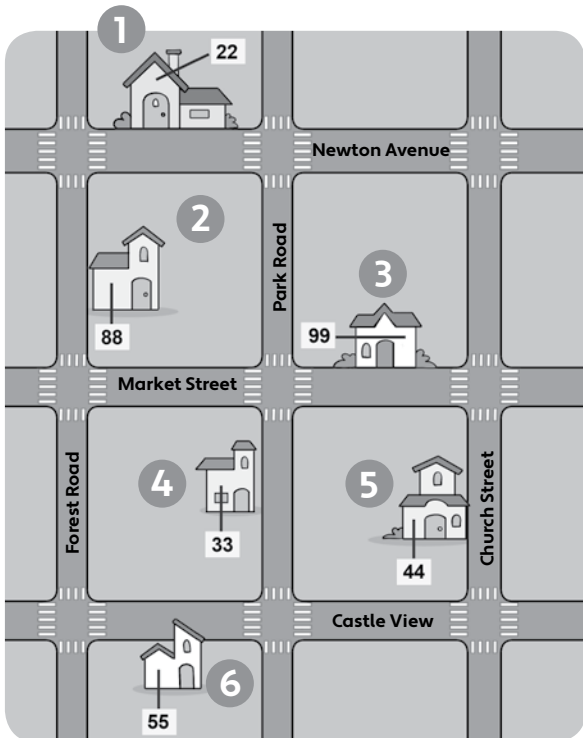 1
22
Newton Avenue
2
Park Road
3
88
99
Market Street
Forest Road
4
33
5
44
Church Street
Castle View
6
55